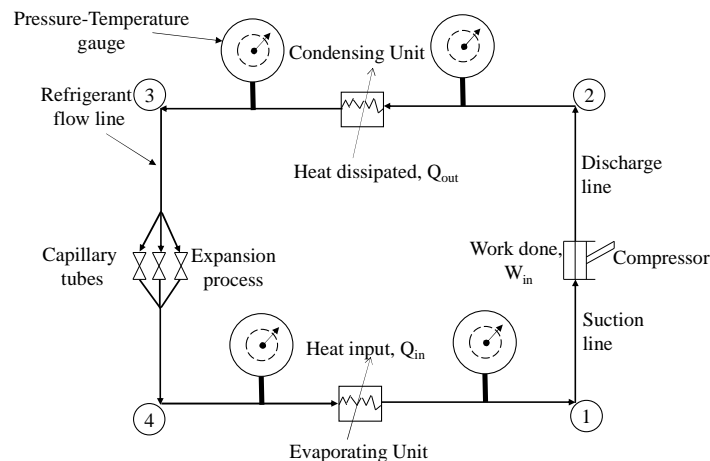 Pressure-Temperature
gauge
Condensing Unit
3
2
Refrigerant
flow line
Heat dissipated, Qout
Discharge
line
Capillary
tubes
Expansion
process
Work done,
Win
Compressor
Suction
line
Heat input, Qin
4
1
Evaporating Unit